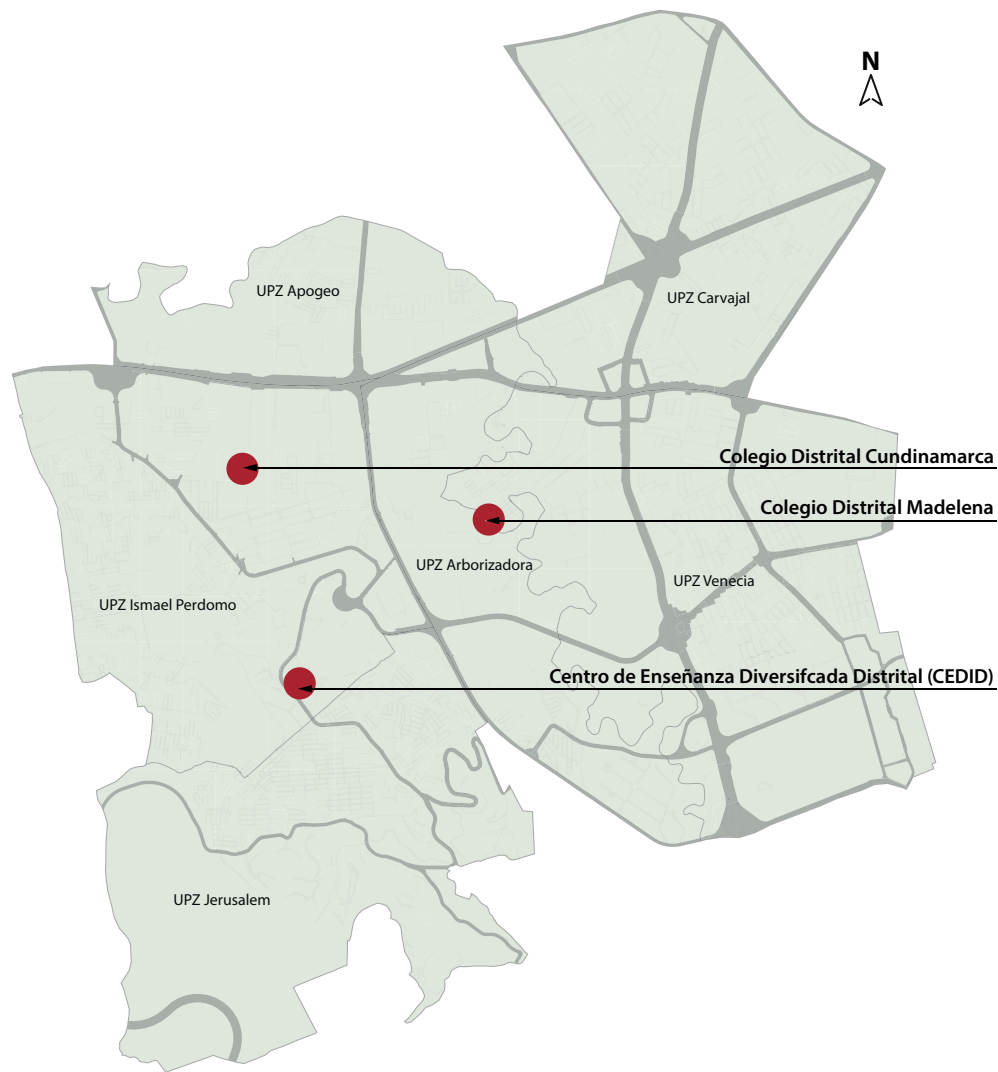 N
UPZ Apogeo
UPZ Carvajal
Colegio Distrital Cundinamarca
Colegio Distrital Madelena
UPZ Arborizadora
UPZ Venecia
UPZ Ismael Perdomo
Centro de Enseñanza Diversifcada Distrital (CEDID)
UPZ Jerusalem